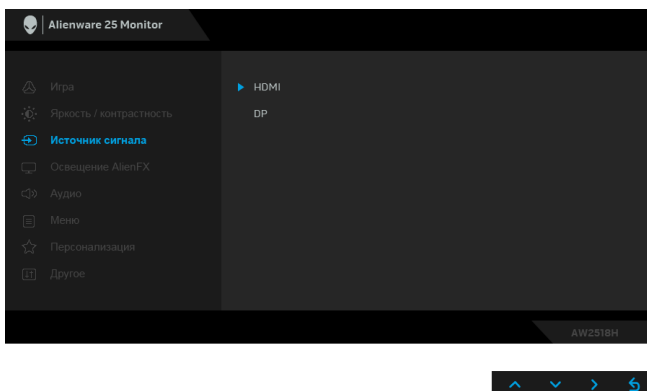 Alienware 25 Monitor
Игра
Яркость / контрастность
Источник сигнала
Освещение AlienFX
Аудио
Меню
Персонализация
Другое
HDMI
DP
AW2518H